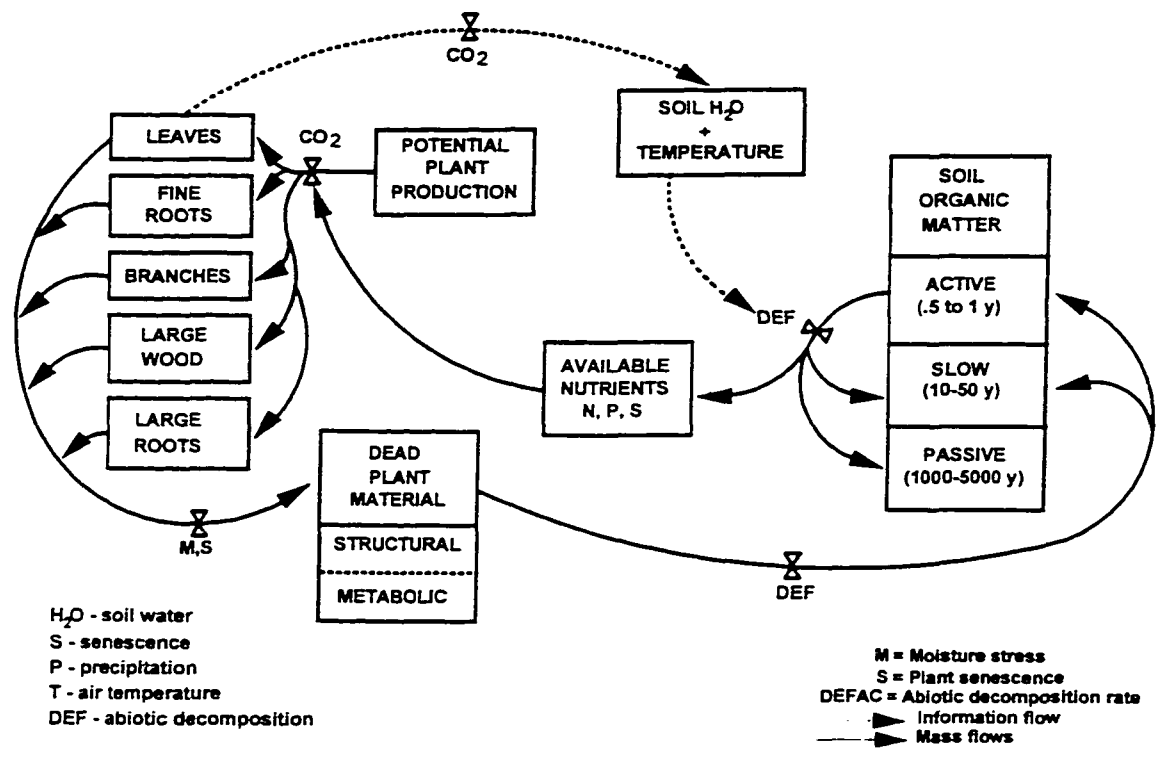 CO2
LEAVES
CO2
POTENTIAL
PLANT
PRODUCTION
SOIL H2O
+
TEMPERATURE
FINE
ROOTS
BRANCHES
LARGE
WOOD
LARGE
ROOTS
SOIL
ORGANIC
MATTER
ACTIVE
(.5 to 1 y)
SLOW
(10-50 y)
PASSIVE
(1000-5000 y)
DEF
AVAILABLE
NUTRIENTS
N, P, S
DEAD
PLANT
MATERIAL
STRUCTURAL
METABOLIC
M,S
DEF
H2O - soil water
S - senescence
P - precipitation
T - air temperature
DEF - abiotic decomposition
M = Moisture stress
S = Plant senescence
DEFAC = Abiotic decomposition rate
Information flow
Mass flows